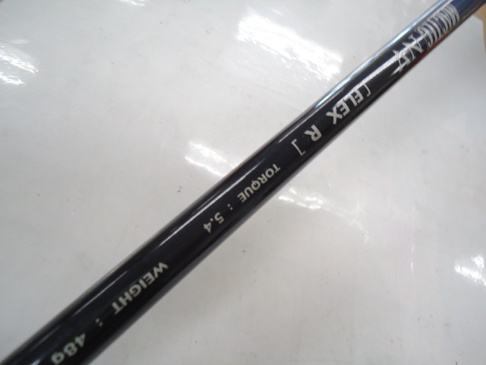 [FLEX R]
TORQUE : 5.4
WEIGHT : 48g